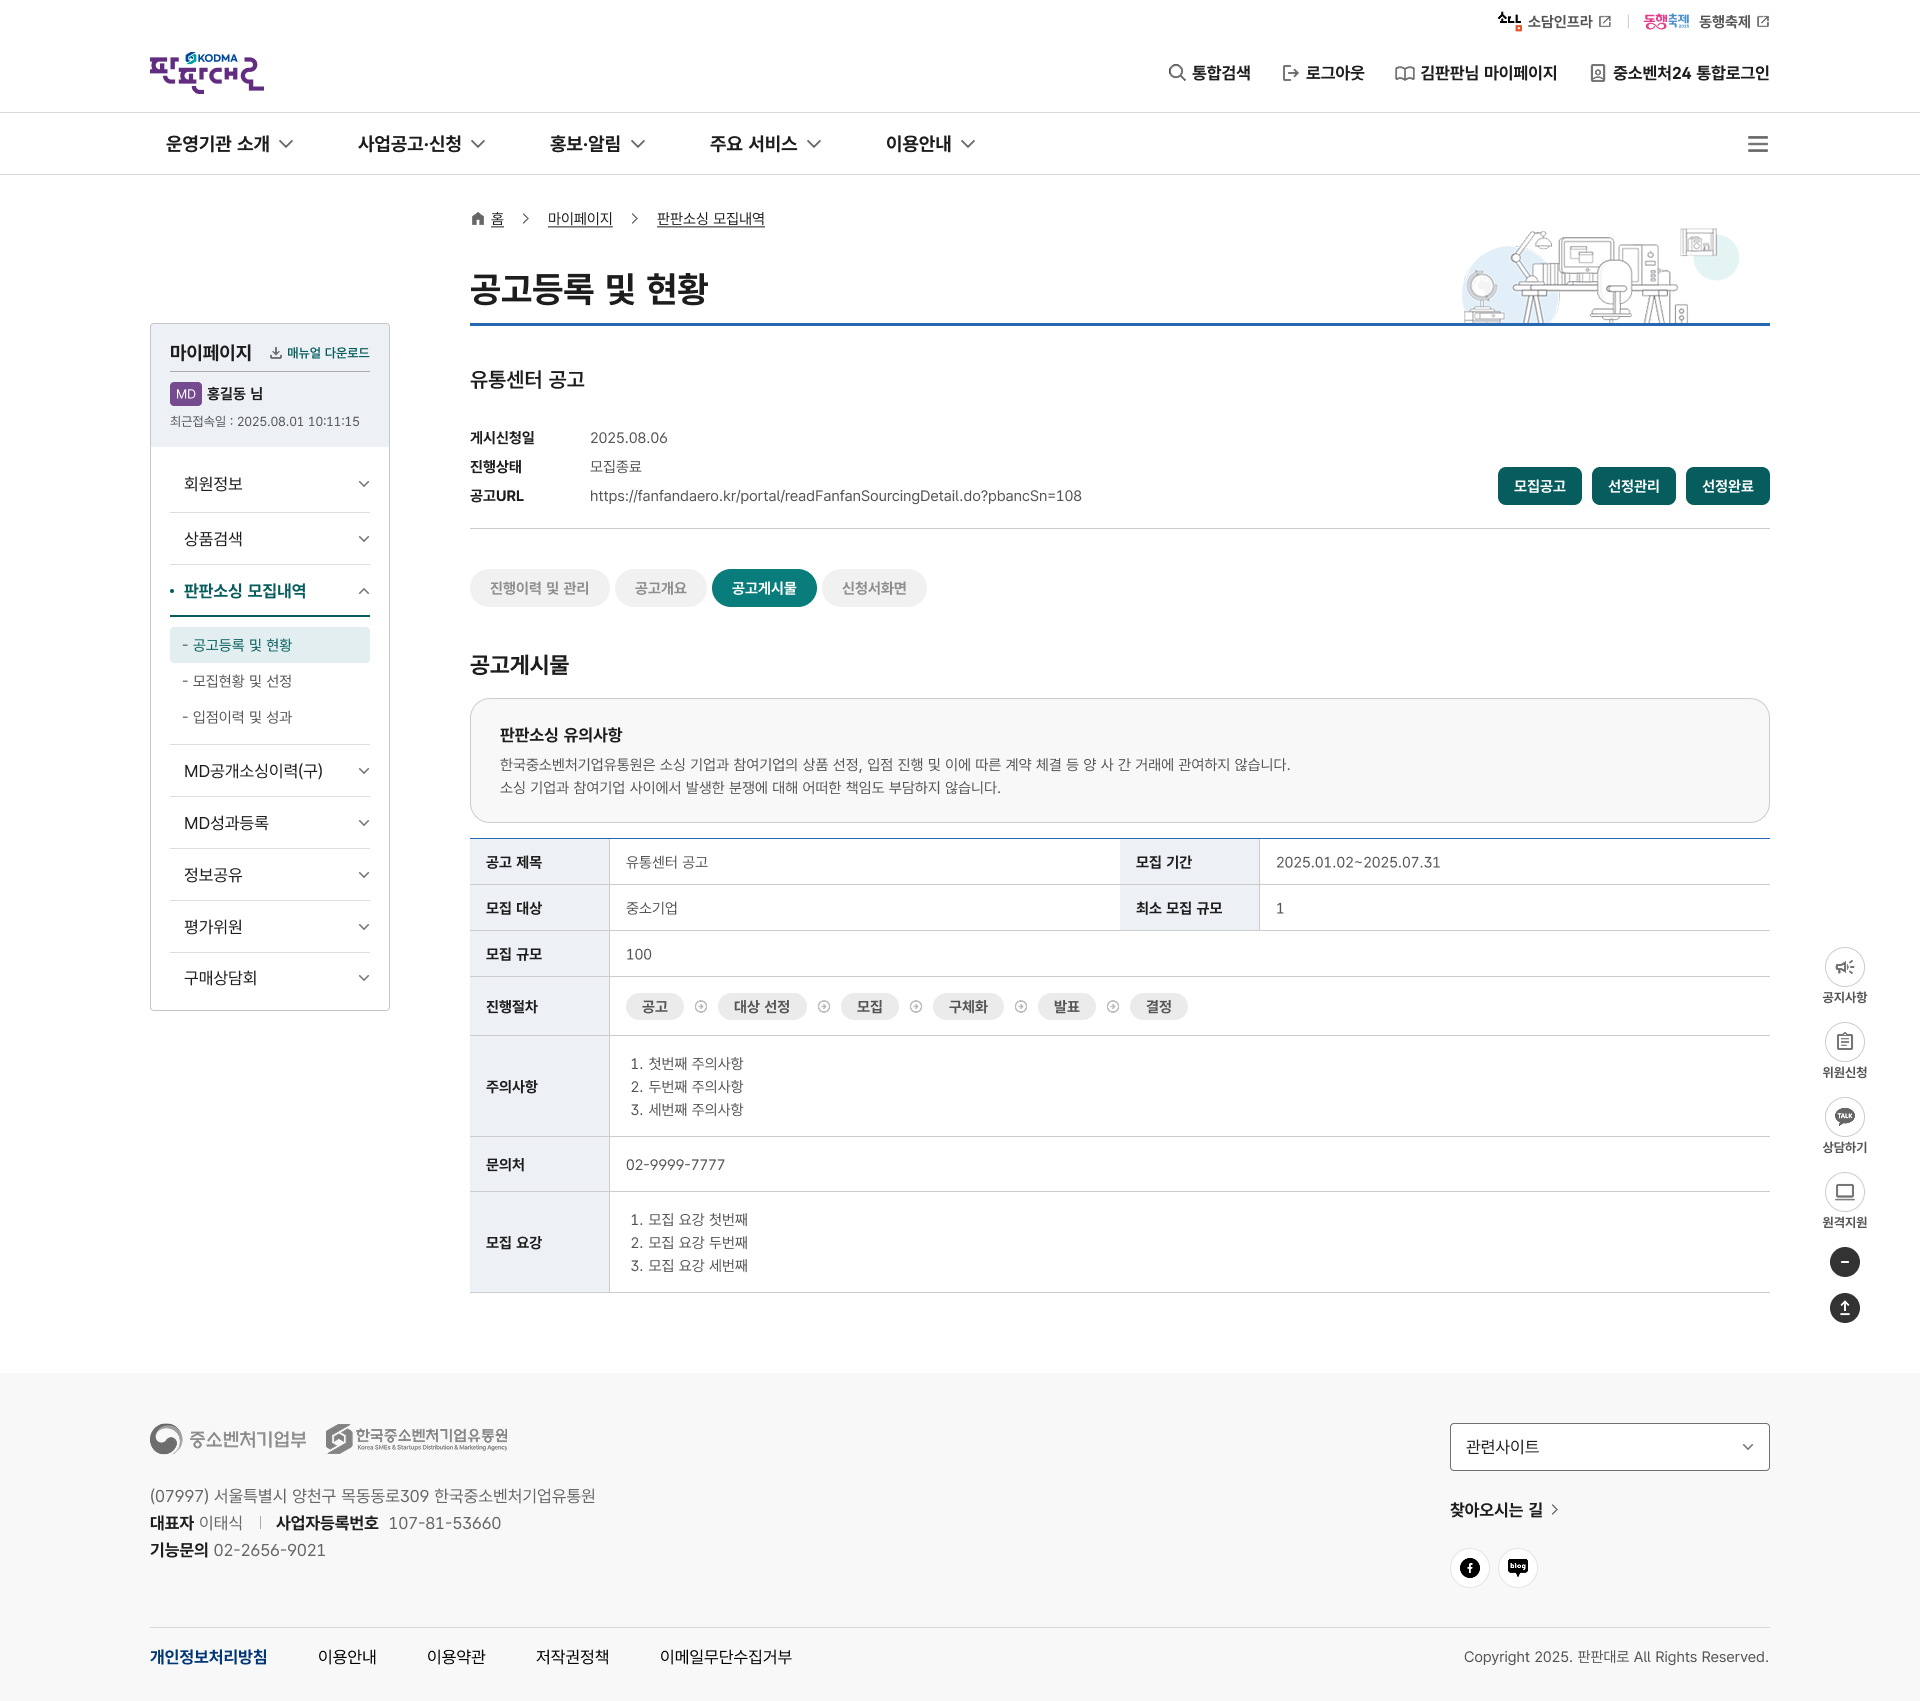 소담인프라
동행축제 2025 동행축제
KODMA
판판대로
통합검색
로그아웃
김판판님 마이페이지
중소벤처24 통합로그인
운영기관 소개
사업공고·신청
홍보·알림
주요 서비스
이용안내
홈
마이페이지
판판소싱 모집내역
공고등록 및 현황
마이페이지
매뉴얼 다운로드
MD 홍길동 님
최근접속일 : 2025.08.01 10:11:15
회원정보
상품검색
판판소싱 모집내역
- 공고등록 및 현황
- 모집현황 및 선정
- 입점이력 및 성과
MD공개소싱이력(구)
MD성과등록
정보공유
평가위원
구매상담회
유통센터 공고
게시신청일 2025.08.06
진행상태 모집종료
공고URL https://fanfandaero.kr/portal/readFanfanSourcingDetail.do?pbancSn=108
모집공고 선정관리 선정완료
진행이력 및 관리 공고개요 공고게시물 신청서화면
공고게시물
판판소싱 유의사항
한국중소벤처기업유통원은 소싱 기업과 참여기업의 상품 선정, 입점 진행 및 이에 따른 계약 체결 등 양 사 간 거래에 관여하지 않습니다.
소싱 기업과 참여기업 사이에서 발생한 분쟁에 대해 어떠한 책임도 부담하지 않습니다.
공고 제목 유통센터 공고 모집 기간 2025.01.02~2025.07.31
모집 대상 중소기업 최소 모집 규모 1
모집 규모 100
진행절차 공고 대상 선정 모집 구체화 발표 결정
주의사항
1. 첫번째 주의사항
2. 두번째 주의사항
3. 세번째 주의사항
문의처 02-9999-7777
모집 요강
1. 모집 요강 첫번째
2. 모집 요강 두번째
3. 모집 요강 세번째
공지사항
위원신청
TALK
상담하기
원격지원
중소벤처기업부
한국중소벤처기업유통원
Korea SMEs & Startups Distribution & Marketing Agency
(07997) 서울특별시 양천구 목동동로309 한국중소벤처기업유통원
대표자 이태식 사업자등록번호 107-81-53660
기능문의 02-2656-9021
관련사이트
찾아오시는 길
blog
개인정보처리방침 이용안내 이용약관 저작권정책 이메일무단수집거부
Copyright 2025. 판판대로 All Rights Reserved.